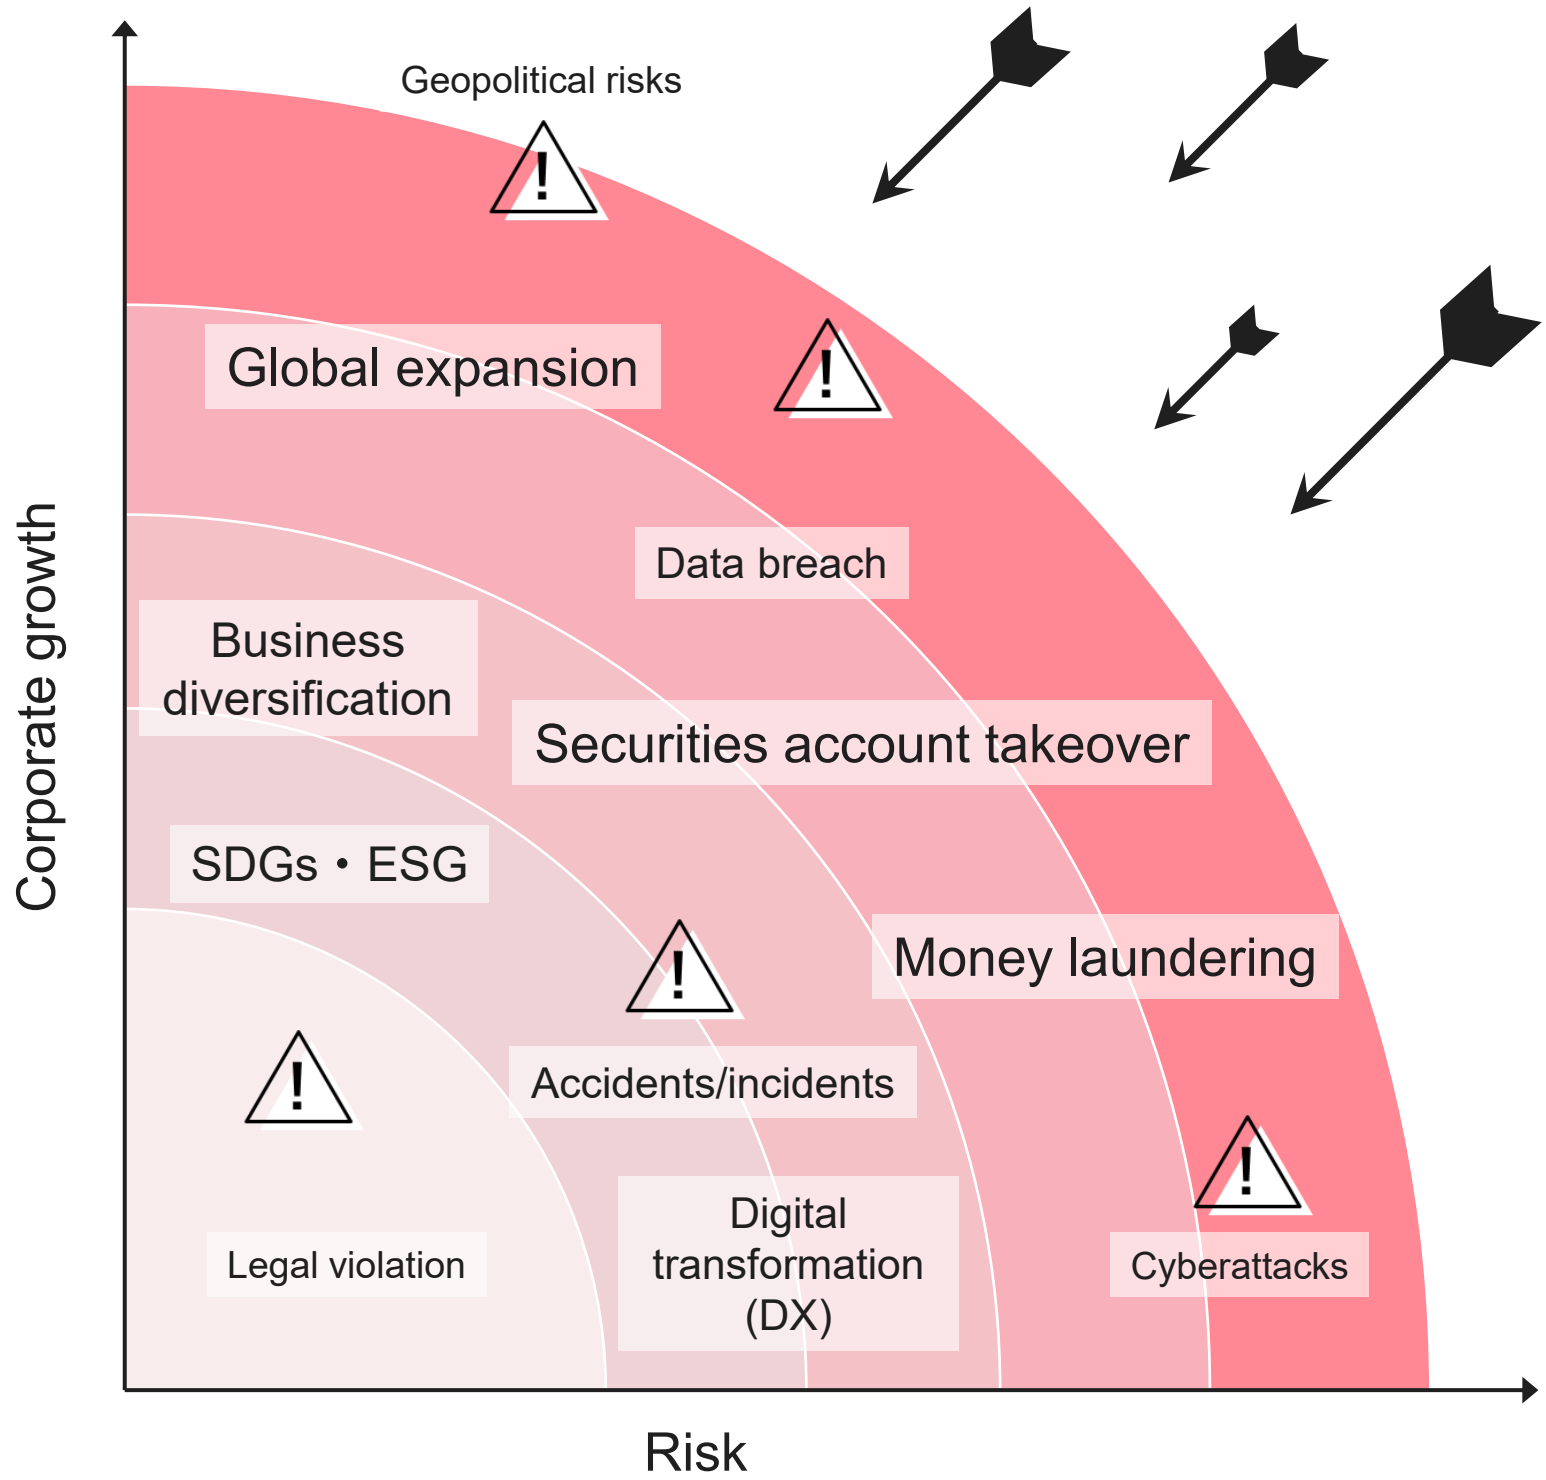 Geopolitical risks
Global expansion
Data breach
Business
diversification
Securities account takeover
SDGs・ESG
Money laundering
Accidents/incidents
Digital
transformation
(DX)
Legal violation
Cyberattacks
Corporate growth
Risk